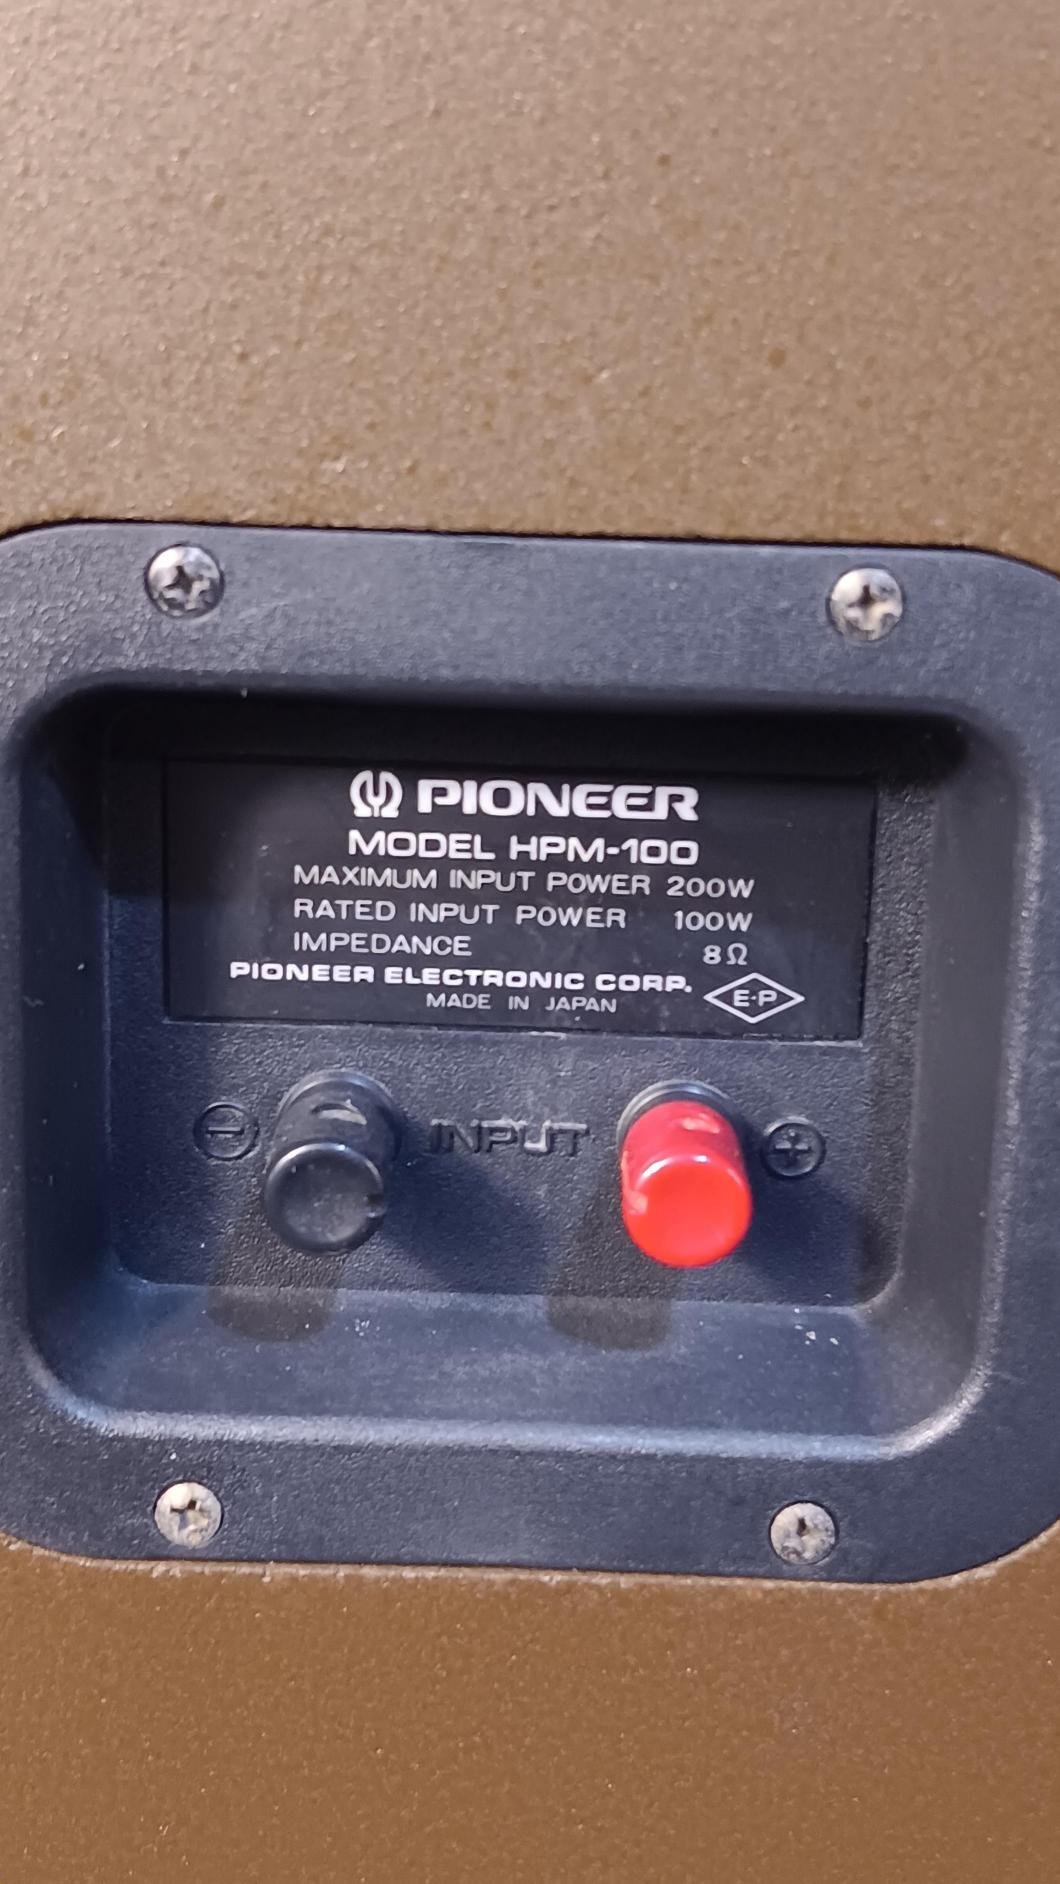 PIONEER
MODEL HPM-100
MAXIMUM INPUT POWER 200W
RATED INPUT POWER 100W
IMPEDANCE 8Ω
PIONEER ELECTRONIC CORP.
MADE IN JAPAN
E·P
− INPUT +